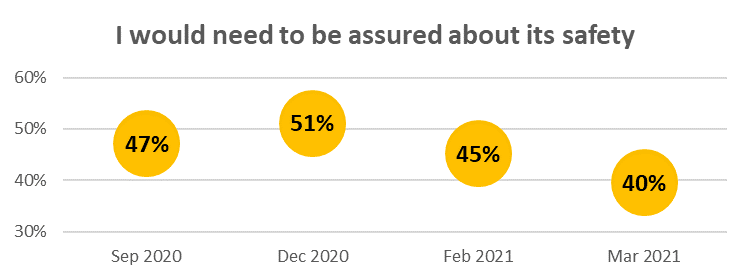 I would need to be assured about its safety
60%
50%
40%
30%
47%
51%
45%
40%
Sep 2020
Dec 2020
Feb 2021
Mar 2021